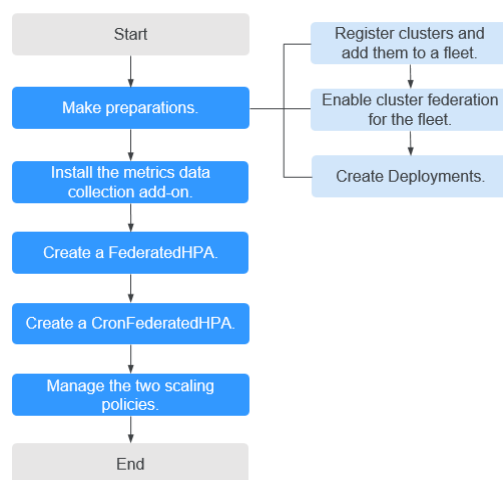 Start
Make preparations.
Install the metrics data
collection add-on.
Create a FederatedHPA.
Create a CronFederatedHPA.
Manage the two scaling
policies.
End
Register clusters and
add them to a fleet.
Enable cluster federation
for the fleet.
Create Deployments.